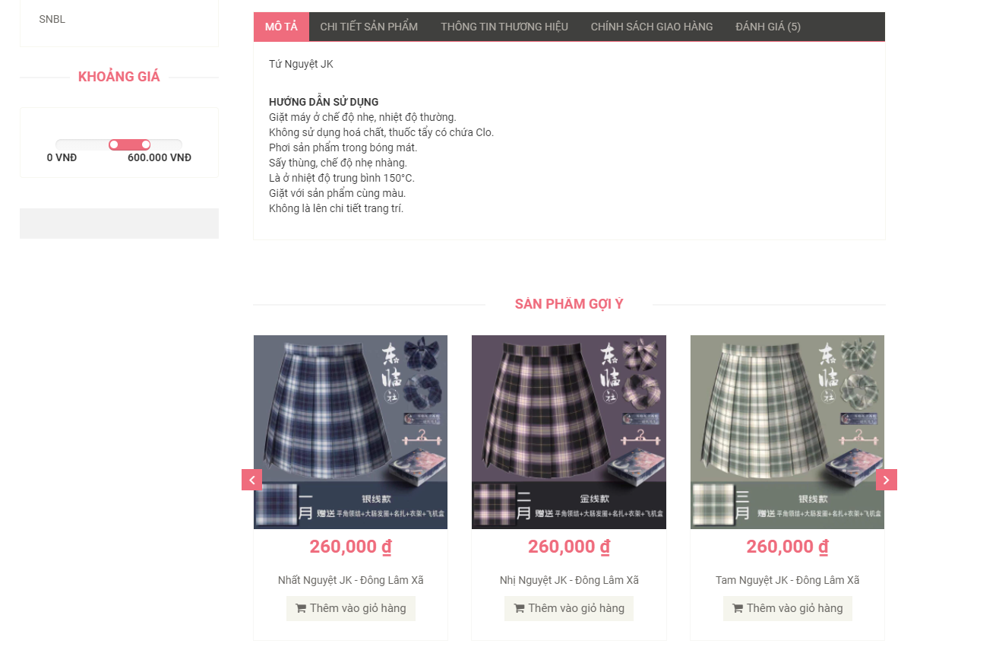 SNBL
KHOẢNG GIÁ
0 VNĐ 600.000 VNĐ
MÔ TẢ CHI TIẾT SẢN PHẨM THÔNG TIN THƯƠNG HIỆU CHÍNH SÁCH GIAO HÀNG ĐÁNH GIÁ (5)
Tứ Nguyệt JK
HƯỚNG DẪN SỬ DỤNG
Giặt máy ở chế độ nhẹ, nhiệt độ thường.
Không sử dụng hoá chất, thuốc tẩy có chứa Clo.
Phơi sản phẩm trong bóng mát.
Sấy thùng, chế độ nhẹ nhàng.
Là ở nhiệt độ trung bình 150°C.
Giặt với sản phẩm cùng màu.
Không là lên chi tiết trang trí.
SẢN PHẨM GỢI Ý
东临社
一月
银线款
赠送平角领结+大肠发圈+名扎+衣架+飞机盒
260,000 ₫
Nhất Nguyệt JK - Đông Lâm Xã
Thêm vào giỏ hàng
东临社
二月
金线款
赠送平角领结+大肠发圈+名扎+衣架+飞机盒
260,000 ₫
Nhị Nguyệt JK - Đông Lâm Xã
Thêm vào giỏ hàng
东临社
三月
银线款
赠送平角领结+大肠发圈+名扎+衣架+飞机盒
260,000 ₫
Tam Nguyệt JK - Đông Lâm Xã
Thêm vào giỏ hàng